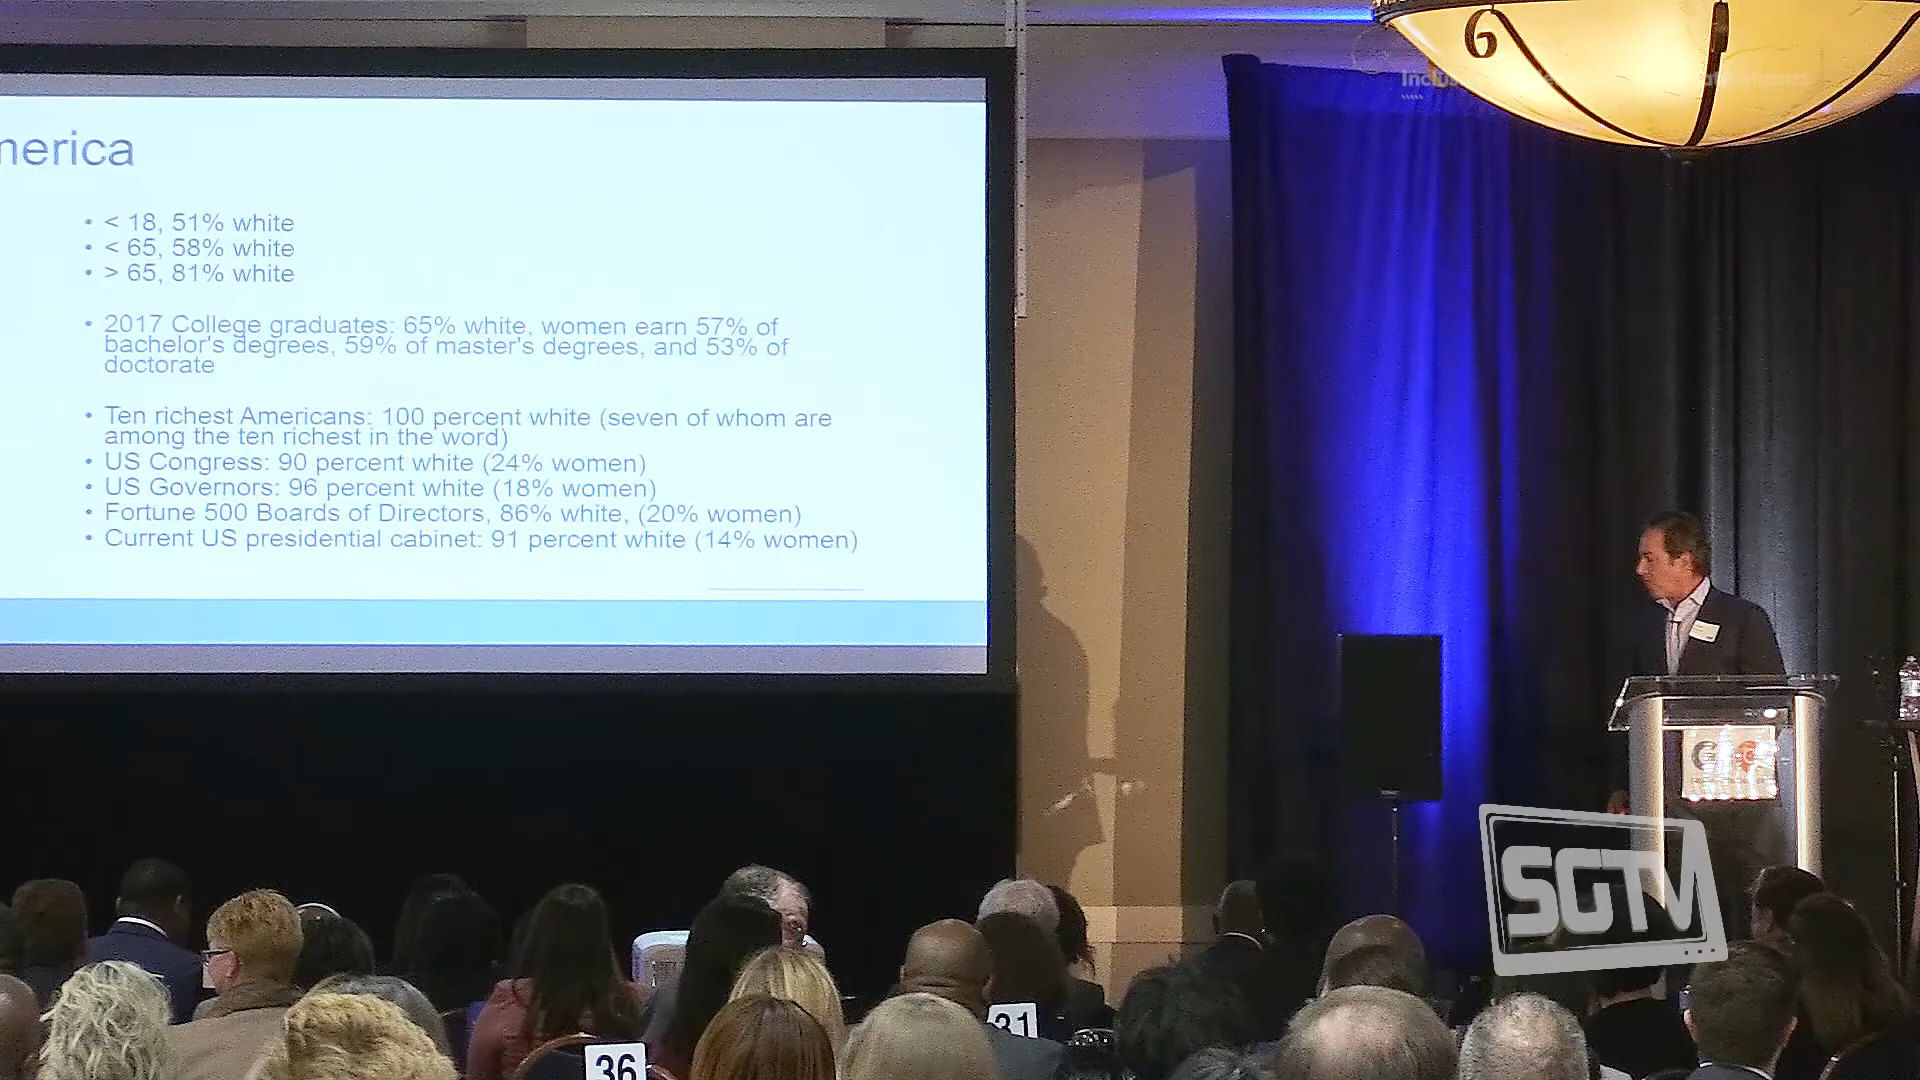 merica
• < 18, 51% white
• < 65, 58% white
• > 65, 81% white
• 2017 College graduates: 65% white, women earn 57% of
bachelor's degrees, 59% of master's degrees, and 53% of
doctorate
• Ten richest Americans: 100 percent white (seven of whom are
among the ten richest in the word)
• US Congress: 90 percent white (24% women)
• US Governors: 96 percent white (18% women)
• Fortune 500 Boards of Directors, 86% white, (20% women)
• Current US presidential cabinet: 91 percent white (14% women)
SGTV
31
36